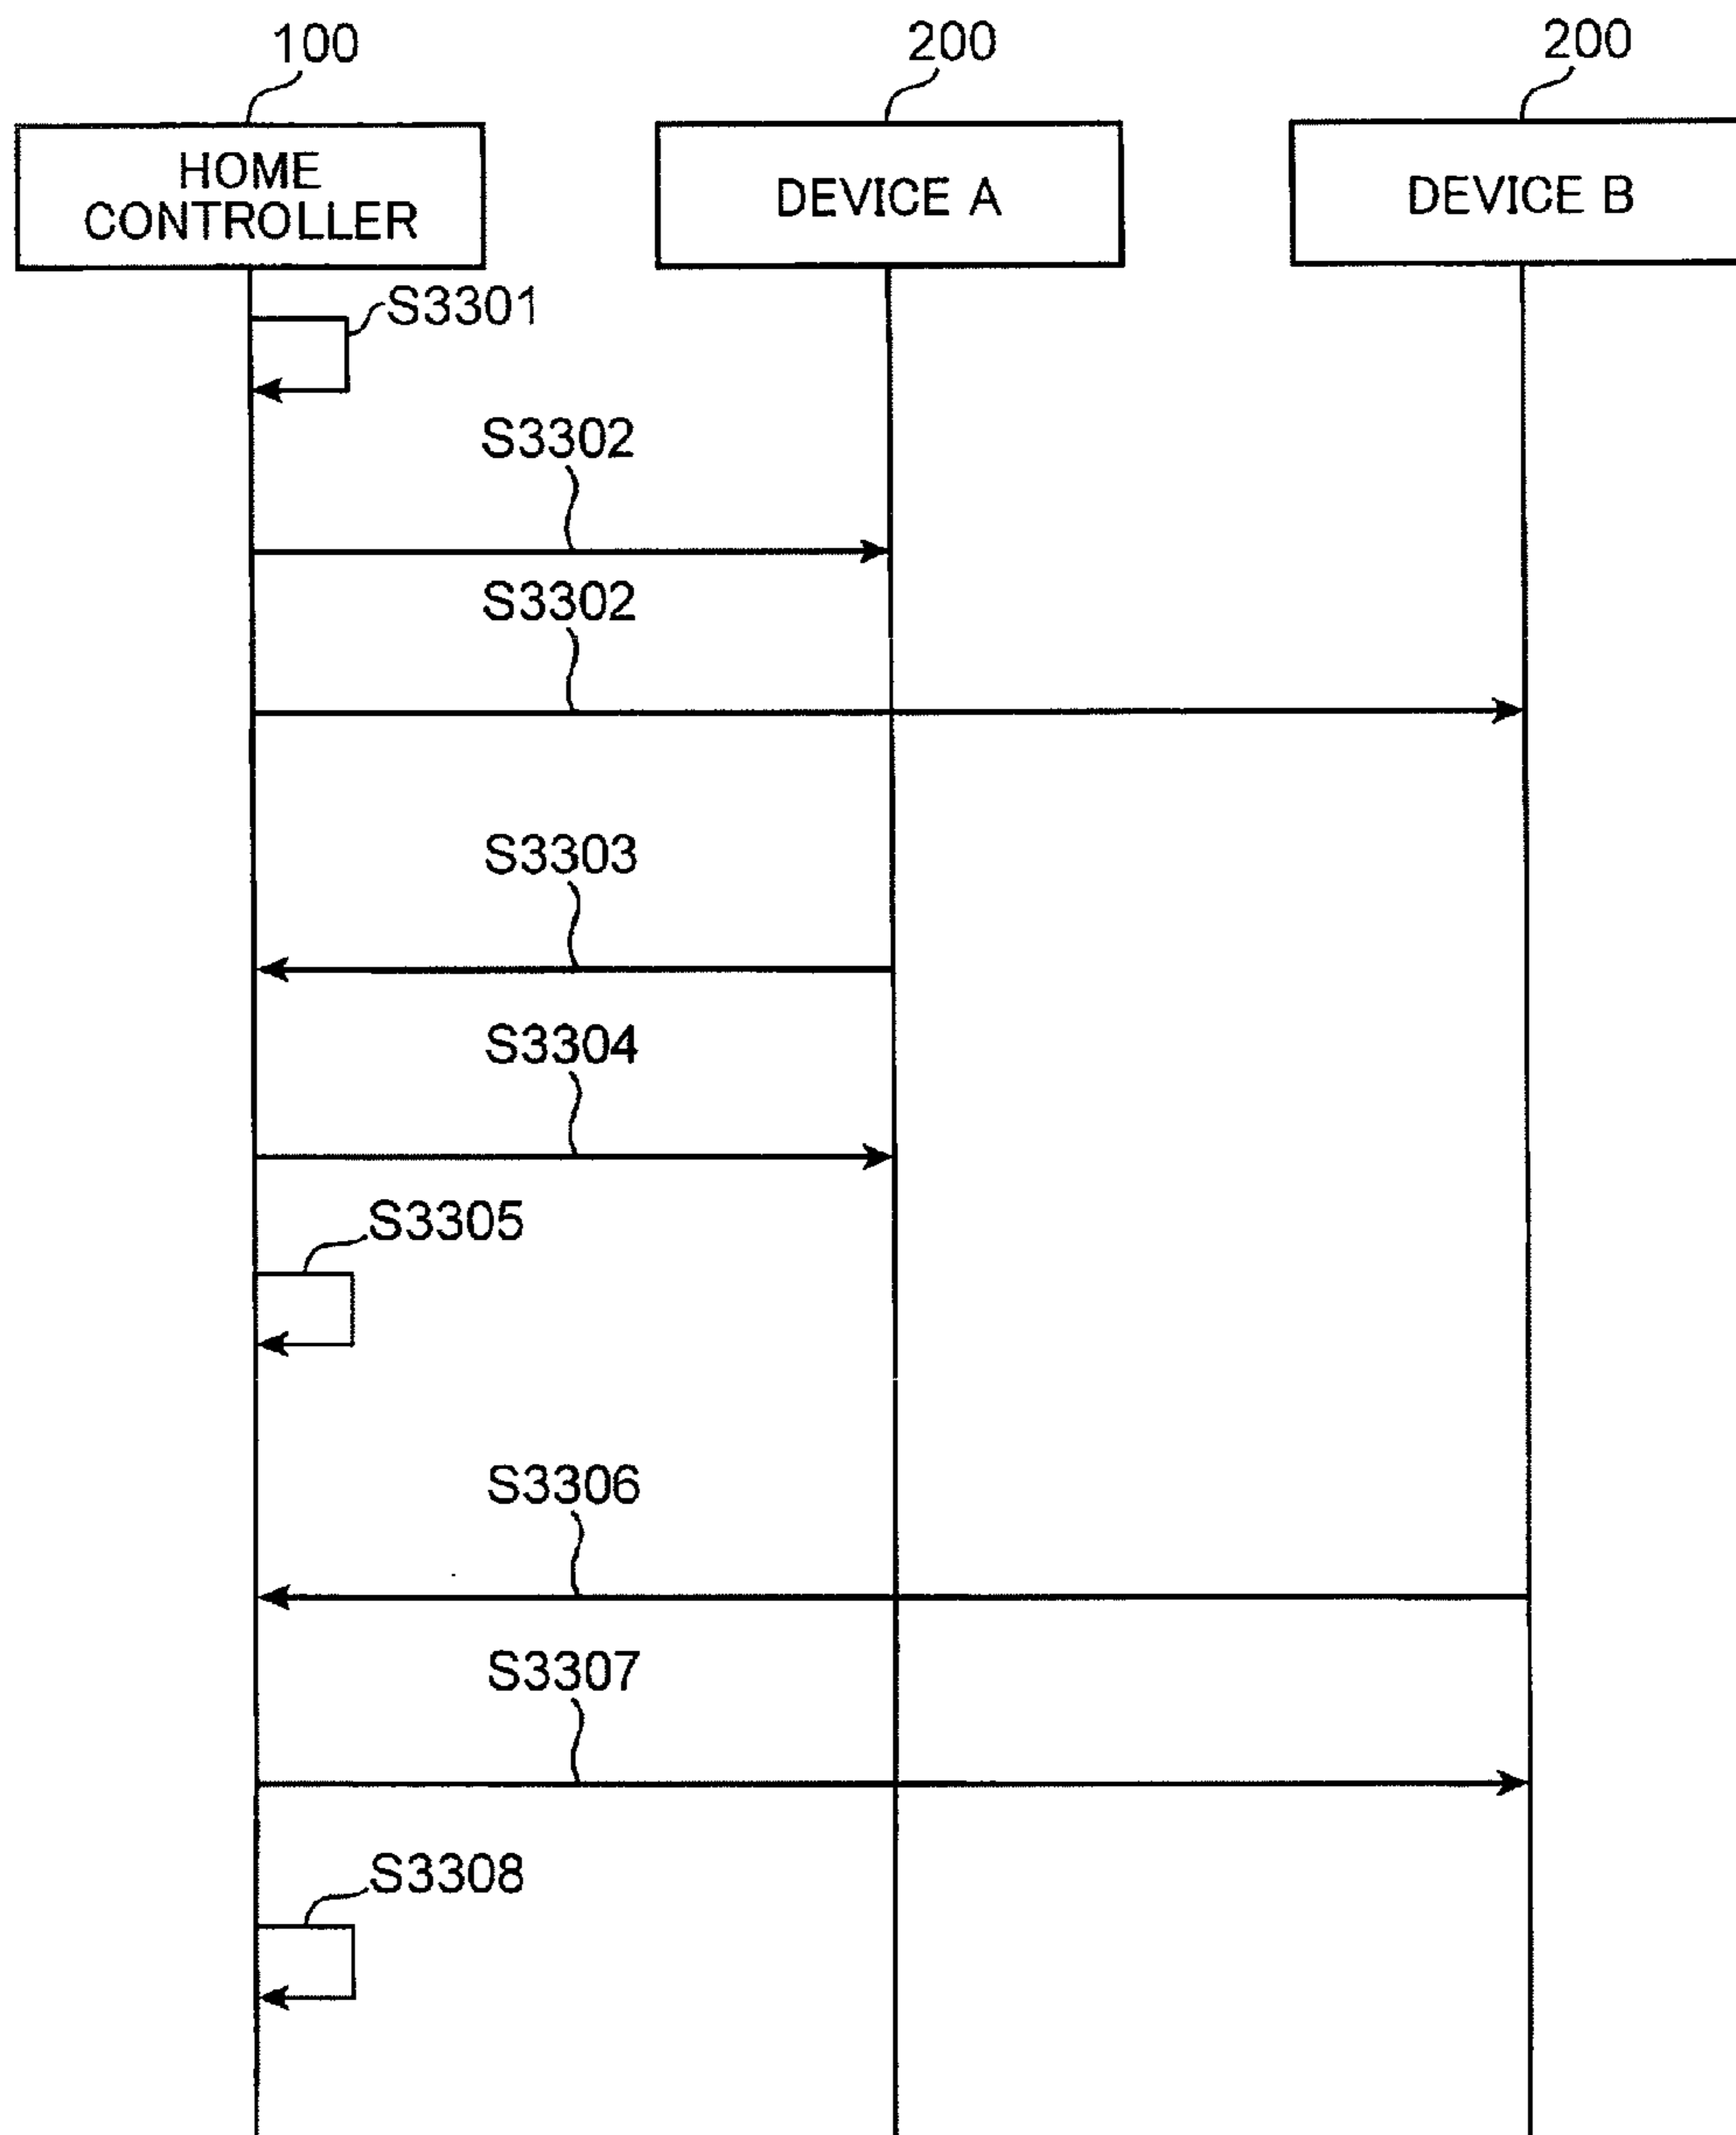 100
200
200
HOME
CONTROLLER
DEVICE A
DEVICE B
S3301
S3302
S3302
S3303
S3304
S3305
S3306
S3307
S3308